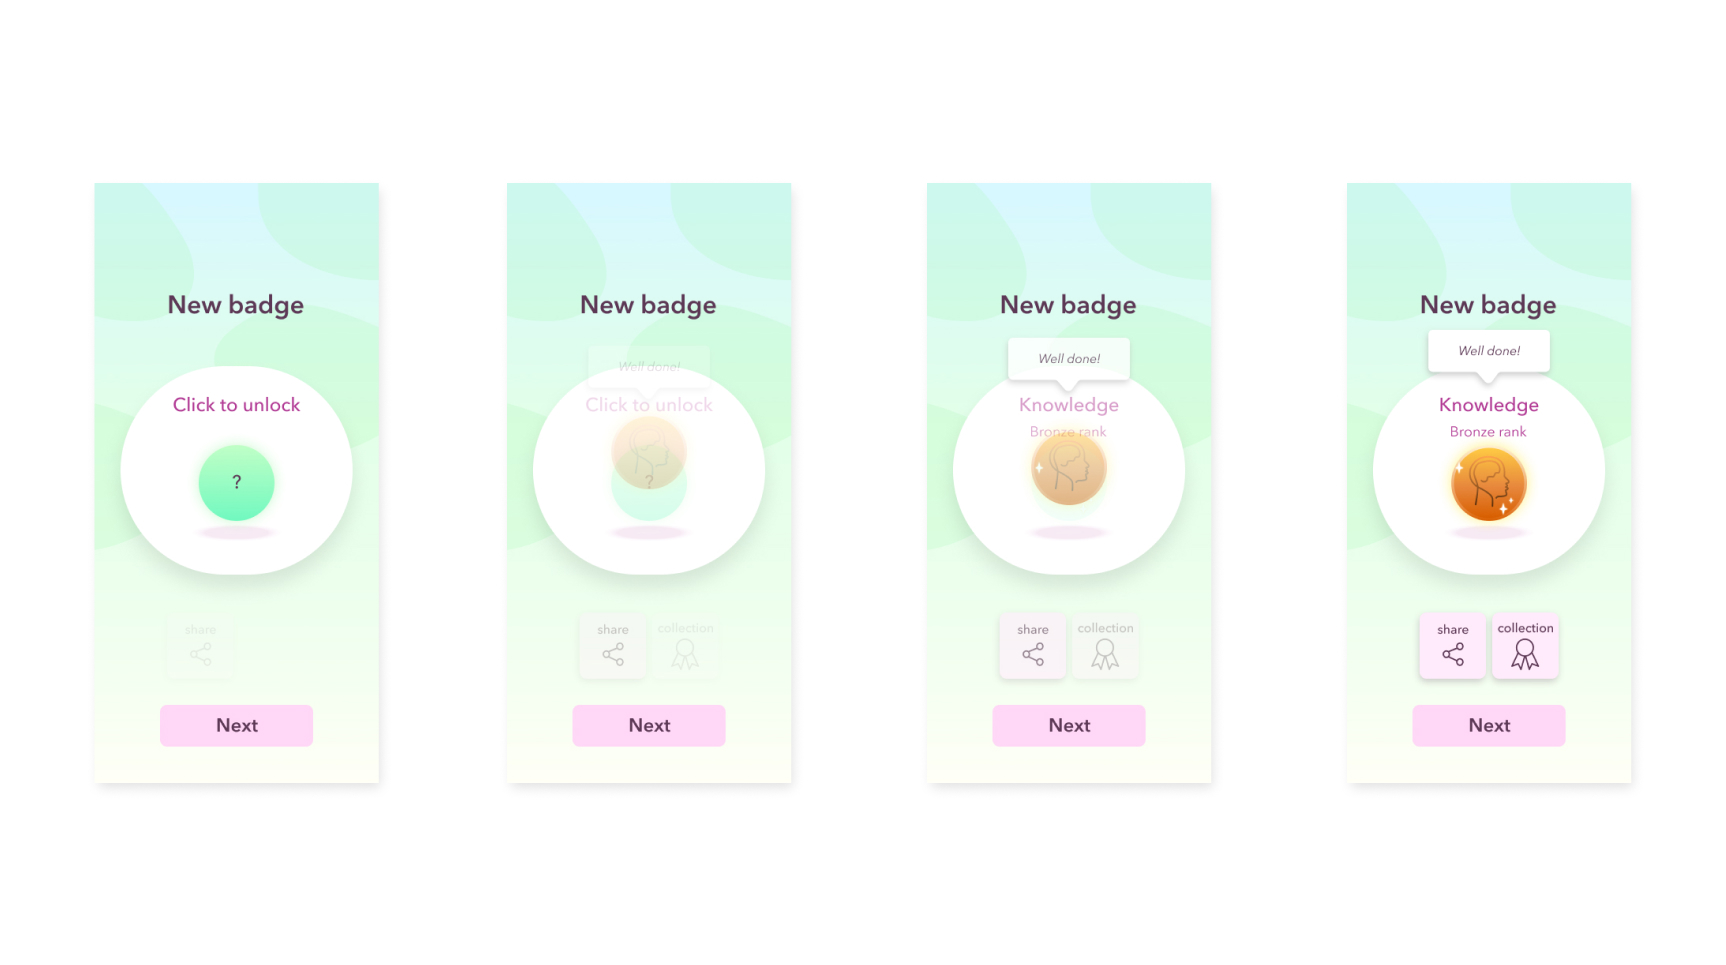 New badge
Click to unlock
?
share
Next
New badge
Well done!
Click to unlock
?
share
collection
Next
New badge
Well done!
Knowledge
Bronze rank
share
collection
Next
New badge
Well done!
Knowledge
Bronze rank
share
collection
Next